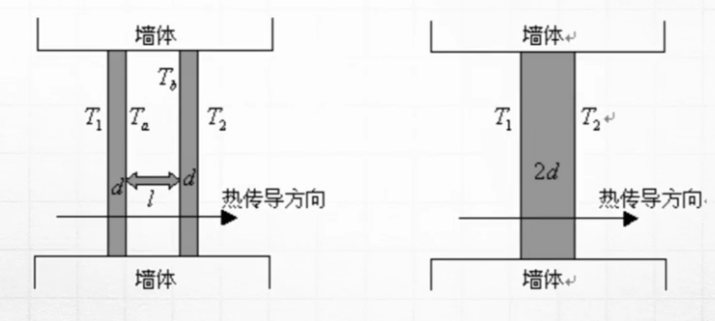 墙体
T_b
T_1 T_a T_2
d d
l
热传导方向
墙体
墙体↵
T_1 T_2↵
2d
热传导方向↵
墙体↵